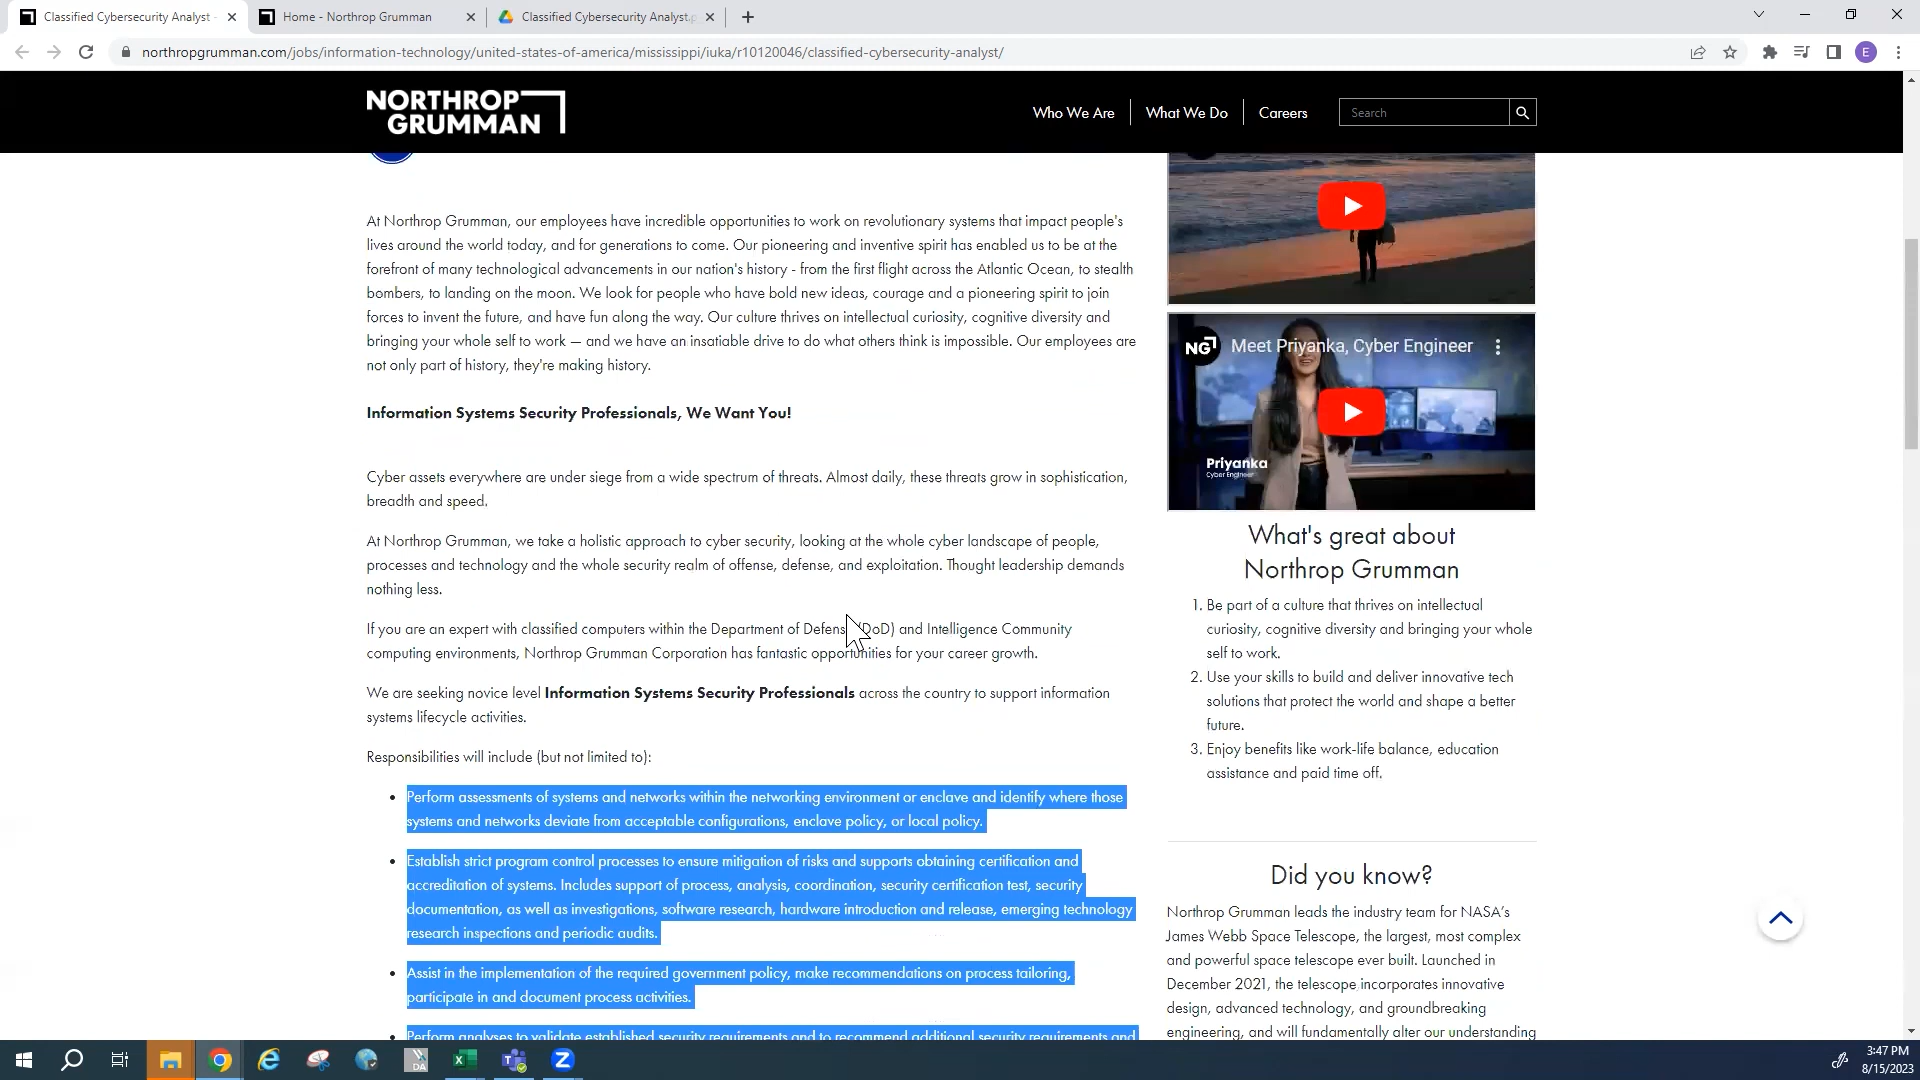 Classified Cybersecurity Analyst -
Home - Northrop Grumman
Classified Cybersecurity Analyst.p
northropgrumman.com/jobs/information-technology/united-states-of-america/mississippi/iuka/r10120046/classified-cybersecurity-analyst/
E
NORTHROP
GRUMMAN
Who We Are
What We Do
Careers
Search
At Northrop Grumman, our employees have incredible opportunities to work on revolutionary systems that impact people's
lives around the world today, and for generations to come. Our pioneering and inventive spirit has enabled us to be at the
forefront of many technological advancements in our nation's history - from the first flight across the Atlantic Ocean, to stealth
bombers, to landing on the moon. We look for people who have bold new ideas, courage and a pioneering spirit to join
forces to invent the future, and have fun along the way. Our culture thrives on intellectual curiosity, cognitive diversity and
bringing your whole self to work — and we have an insatiable drive to do what others think is impossible. Our employees are
not only part of history, they're making history.
Information Systems Security Professionals, We Want You!
Cyber assets everywhere are under siege from a wide spectrum of threats. Almost daily, these threats grow in sophistication,
breadth and speed.
At Northrop Grumman, we take a holistic approach to cyber security, looking at the whole cyber landscape of people,
processes and technology and the whole security realm of offense, defense, and exploitation. Thought leadership demands
nothing less.
If you are an expert with classified computers within the Department of Defense (DoD) and Intelligence Community
computing environments, Northrop Grumman Corporation has fantastic opportunities for your career growth.
We are seeking novice level Information Systems Security Professionals across the country to support information
systems lifecycle activities.
Responsibilities will include (but not limited to):
• Perform assessments of systems and networks within the networking environment or enclave and identify where those
systems and networks deviate from acceptable configurations, enclave policy, or local policy.
• Establish strict program control processes to ensure mitigation of risks and supports obtaining certification and
accreditation of systems. Includes support of process, analysis, coordination, security certification test, security
documentation, as well as investigations, software research, hardware introduction and release, emerging technology
research inspections and periodic audits.
• Assist in the implementation of the required government policy, make recommendations on process tailoring,
participate in and document process activities.
• Perform analyses to validate established security requirements and to recommend additional security requirements and
NG
Meet Priyanka, Cyber Engineer
Priyanka
Cyber Engineer
What's great about
Northrop Grumman
1. Be part of a culture that thrives on intellectual
curiosity, cognitive diversity and bringing your whole
self to work.
2. Use your skills to build and deliver innovative tech
solutions that protect the world and shape a better
future.
3. Enjoy benefits like work-life balance, education
assistance and paid time off.
Did you know?
Northrop Grumman leads the industry team for NASA's
James Webb Space Telescope, the largest, most complex
and powerful space telescope ever built. Launched in
December 2021, the telescope incorporates innovative
design, advanced technology, and groundbreaking
engineering, and will fundamentally alter our understanding
DA
3:47 PM
8/15/2023